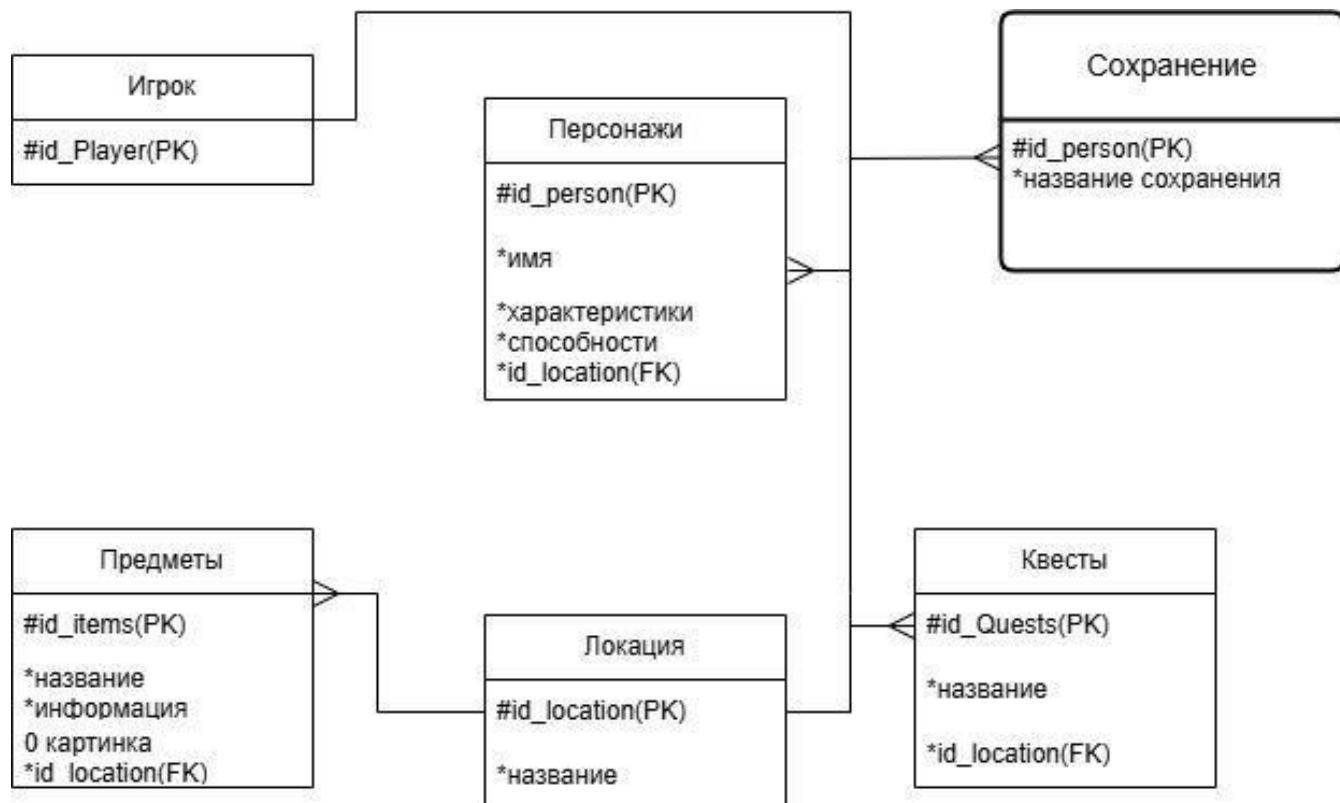 Игрок
#id_Player(PK)
Персонажи
#id_person(PK)
*имя
*характеристики
*способности
*id_location(FK)
Сохранение
#id_person(PK)
*название сохранения
Предметы
#id_items(PK)
*название
*информация
0 картинка
*id_location(FK)
Локация
#id_location(PK)
*название
Квесты
#id_Quests(PK)
*название
*id_location(FK)